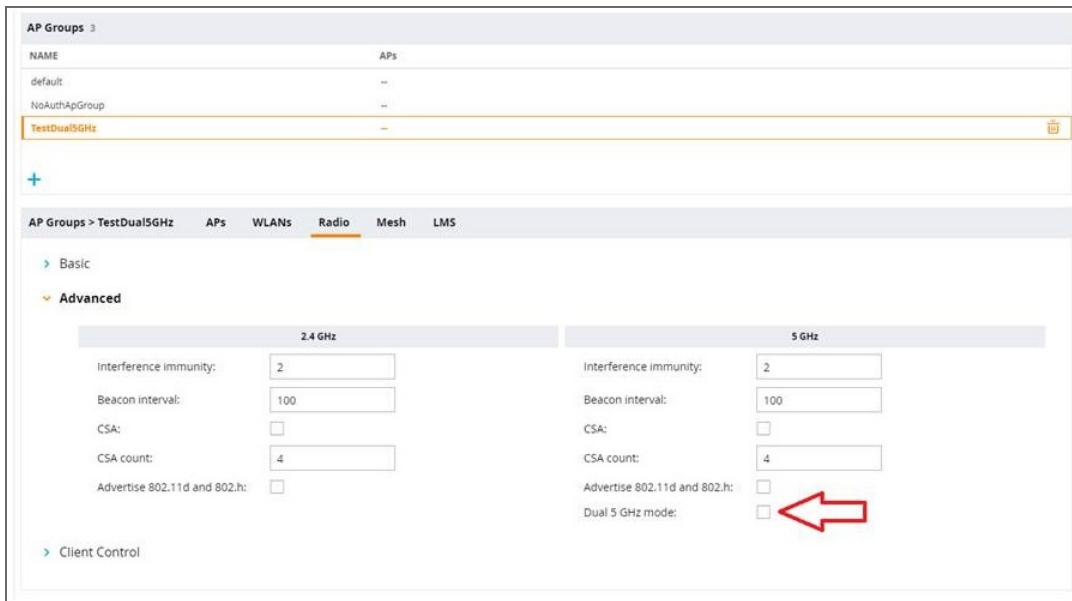 AP Groups 3
NAME APs
default --
NoAuthApGroup --
TestDual5GHz --
+
AP Groups > TestDual5GHz APs WLANs Radio Mesh LMS
> Basic
Advanced
2.4 GHz 5 GHz
Interference immunity: 2 Interference immunity: 2
Beacon interval: 100 Beacon interval: 100
CSA: CSA:
CSA count: 4 CSA count: 4
Advertise 802.11d and 802.h: Advertise 802.11d and 802.h:
Dual 5 GHz mode:
> Client Control